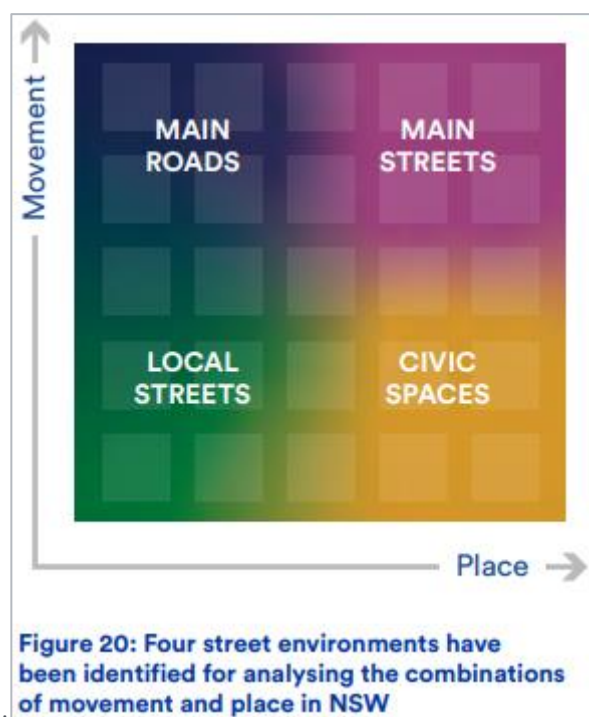 Movement
MAIN
ROADS
MAIN
STREETS
LOCAL
STREETS
CIVIC
SPACES
Place
Figure 20: Four street environments have
been identified for analysing the combinations
of movement and place in NSW